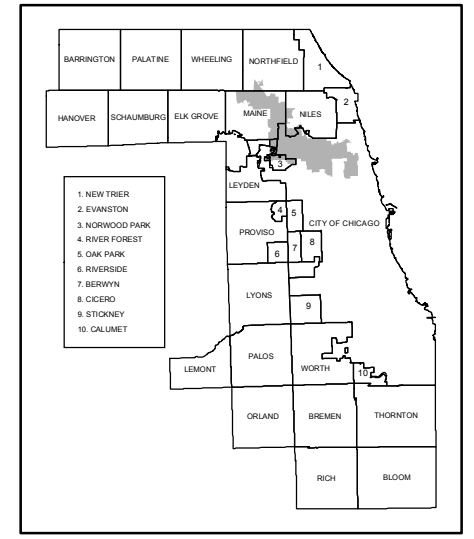 BARRINGTON PALATINE WHEELING NORTHFIELD 1
2
HANOVER SCHAUMBURG ELK GROVE MAINE NILES
3
LEYDEN
1. NEW TRIER
2. EVANSTON
3. NORWOOD PARK
4. RIVER FOREST
5. OAK PARK
6. RIVERSIDE
7. BERWYN
8. CICERO
9. STICKNEY
10. CALUMET
4 5
CITY OF CHICAGO
PROVISO
6 7 8
LYONS
9
PALOS
LEMONT WORTH 10
ORLAND BREMEN THORNTON
RICH BLOOM